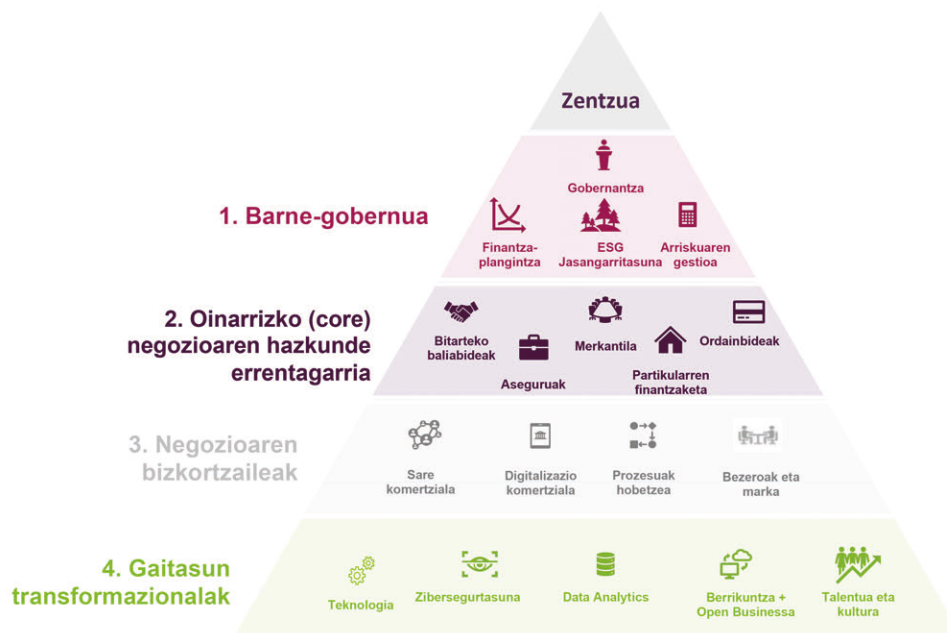 Zentzua
Gobernantza
1. Barne-gobernua
Finantza-
plangintza
ESG
Jasangarritasuna
Arriskuaren
gestioa
2. Oinarrizko (core)
negozioaren hazkunde
errentagarria
Bitarteko
baliabideak
Aseguruak
Merkantila
Partikularren
finantzaketa
Ordainbideak
3. Negozioaren
bizkortzaileak
Sare
komertziala
Digitalizazio
komertziala
Prozesuak
hobetzea
Bezeroak eta
marka
4. Gaitasun
transformazionalak
Teknologia
Zibersegurtasuna
Data Analytics
Berrikuntza +
Open Businessa
Talentua eta
kultura